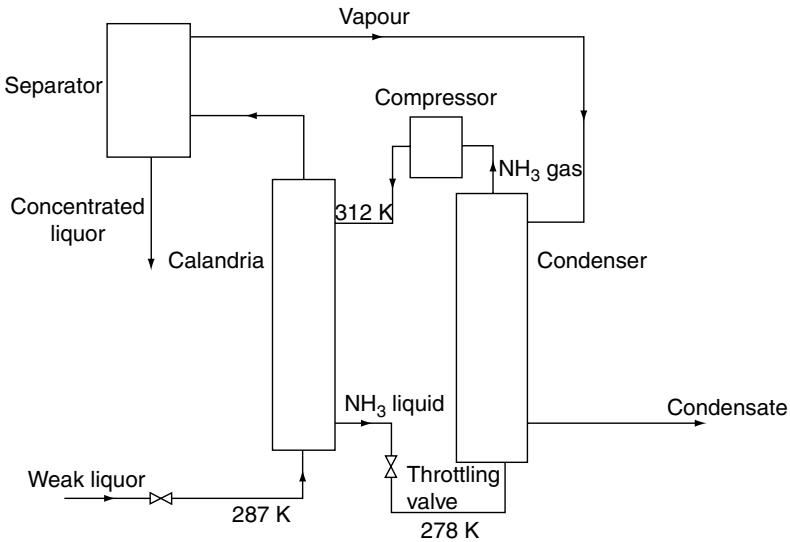 Vapour
Separator
Compressor
NH₃ gas
312 K
Concentrated
liquor
Calandria
Condenser
NH₃ liquid
Condensate
Weak liquor
Throttling
valve
287 K
278 K